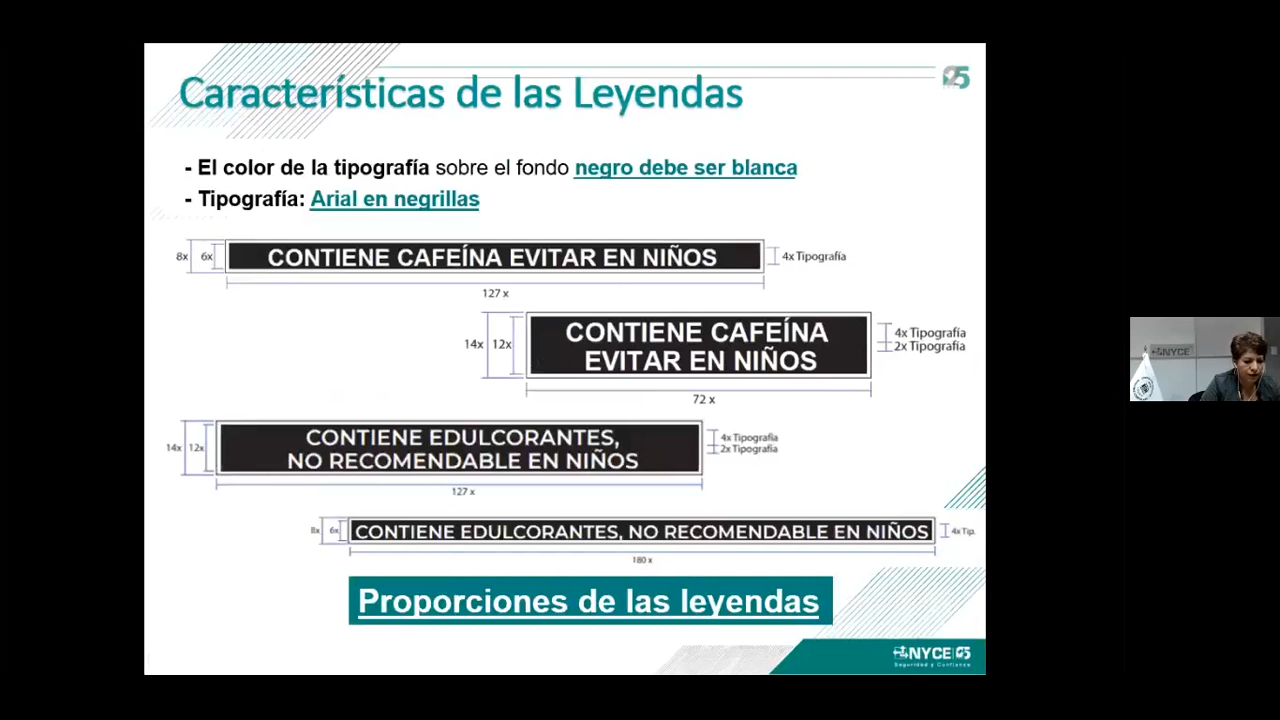 Características de las Leyendas
25
- El color de la tipografía sobre el fondo negro debe ser blanca
- Tipografía: Arial en negrillas
8x 6x CONTIENE CAFEÍNA EVITAR EN NIÑOS 4x Tipografía
127 x
14x 12x CONTIENE CAFEÍNA 4x Tipografía
EVITAR EN NIÑOS 2x Tipografía
72 x
14x 12x CONTIENE EDULCORANTES, 4x Tipografía
NO RECOMENDABLE EN NIÑOS 2x Tipografía
127 x
8x 6x CONTIENE EDULCORANTES, NO RECOMENDABLE EN NIÑOS 4x Tip.
180 x
Proporciones de las leyendas
NYCE 25
Seguridad y Confianza
NYCE